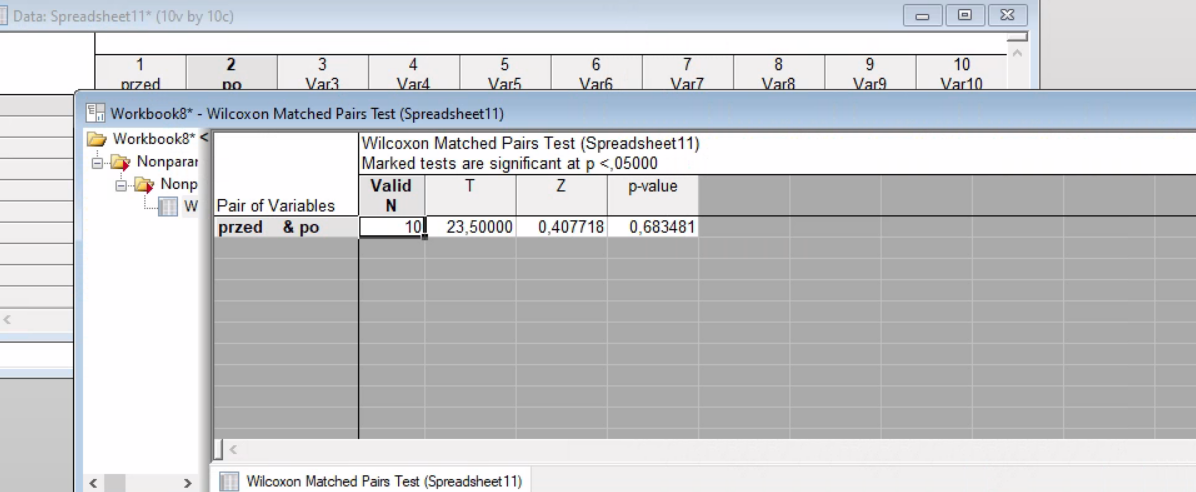 Data: Spreadsheet11* (10v by 10c)
1 2 3 4 5 6 7 8 9 10
przed po Var3 Var4 Var5 Var6 Var7 Var8 Var9 Var10
Workbook8* - Wilcoxon Matched Pairs Test (Spreadsheet11)
Workbook8*
Nonparar
Nonp
W
Wilcoxon Matched Pairs Test (Spreadsheet11)
Marked tests are significant at p <,05000
Pair of Variables Valid N T Z p-value
przed & po 10 23,50000 0,407718 0,683481
Wilcoxon Matched Pairs Test (Spreadsheet11)